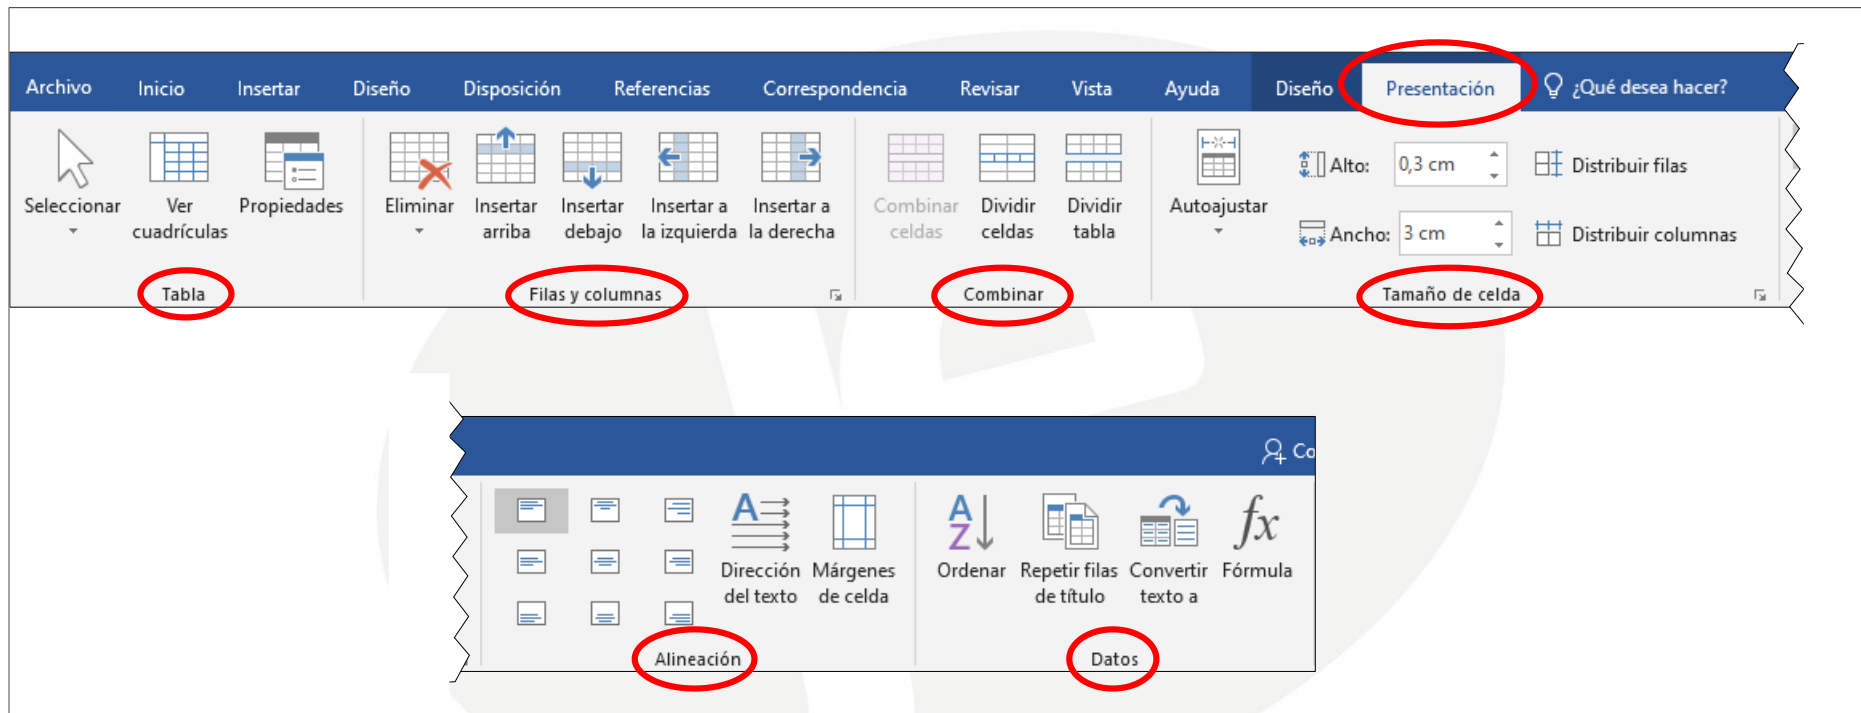 Archivo Inicio Insertar Diseño Disposición Referencias Correspondencia Revisar Vista Ayuda Diseño Presentación ¿Qué desea hacer?
Seleccionar Ver cuadrículas Propiedades
Tabla
Eliminar Insertar arriba Insertar debajo Insertar a la izquierda Insertar a la derecha
Filas y columnas
Combinar celdas Dividir celdas Dividir tabla
Combinar
Autoajustar
Alto: 0,3 cm Distribuir filas
Ancho: 3 cm Distribuir columnas
Tamaño de celda
Co
Dirección del texto Márgenes de celda
Alineación
A
Z
Ordenar Repetir filas de título Convertir texto a fx Fórmula
Datos